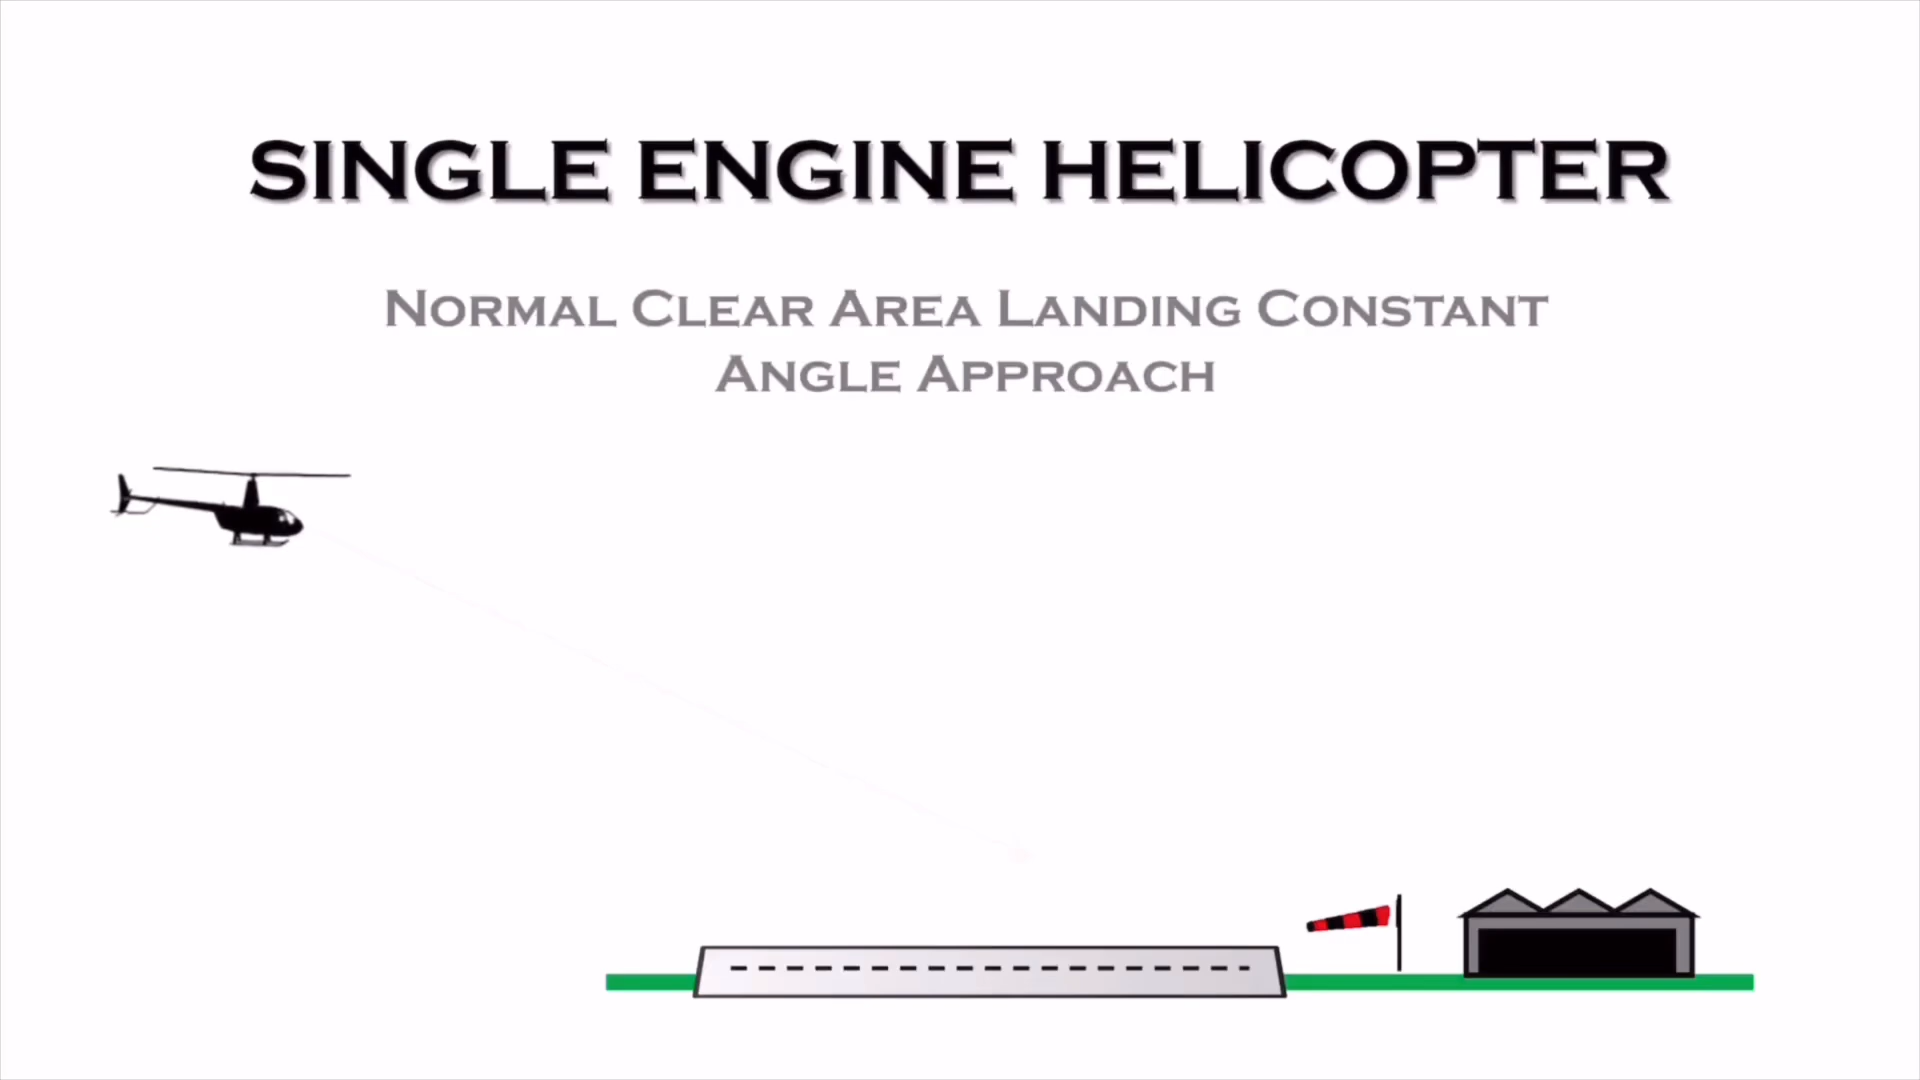 SINGLE ENGINE HELICOPTER
NORMAL CLEAR AREA LANDING CONSTANT
ANGLE APPROACH